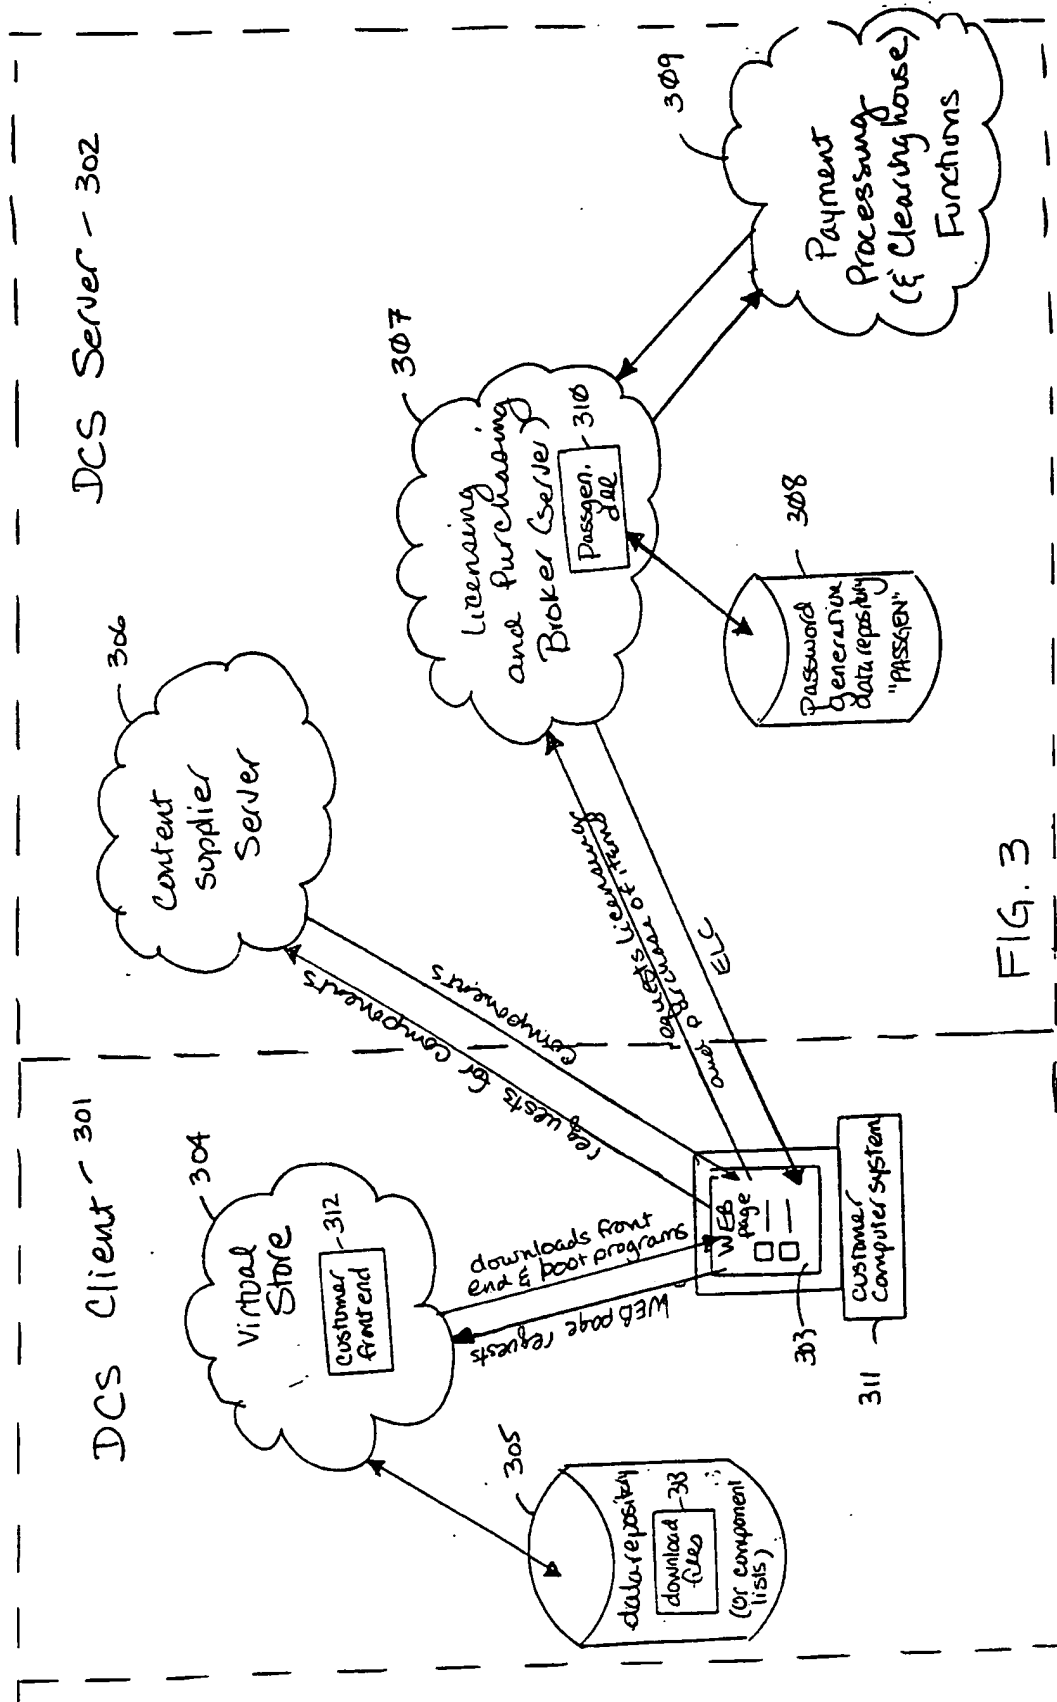 DCS Client - 301
DCS Server - 302
304
Virtual
Store
Customer
frontend
312
305
data repository
download
files
313
(or component
lists)
downloads front
end & boot programs
WEB page requests
requests for components
components
306
Content
Supplier
Server
307
Licensing
and Purchasing
Broker (server)
Passgen.
dll
310
requests licensing
and purchase of items
ELC
308
Password
generation
data repository
"PASSGEN"
309
Payment
Processing
(& Clearinghouse)
Functions
WEB
page
303
Customer
Computer system
311
FIG. 3